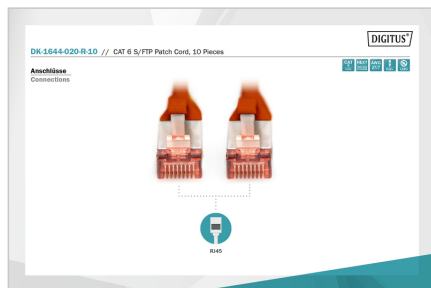 DIGITUS®
DK-1644-020-R-10 // CAT 6 S/FTP Patch Cord, 10 Pieces
Anschlüsse
Connections
RJ45